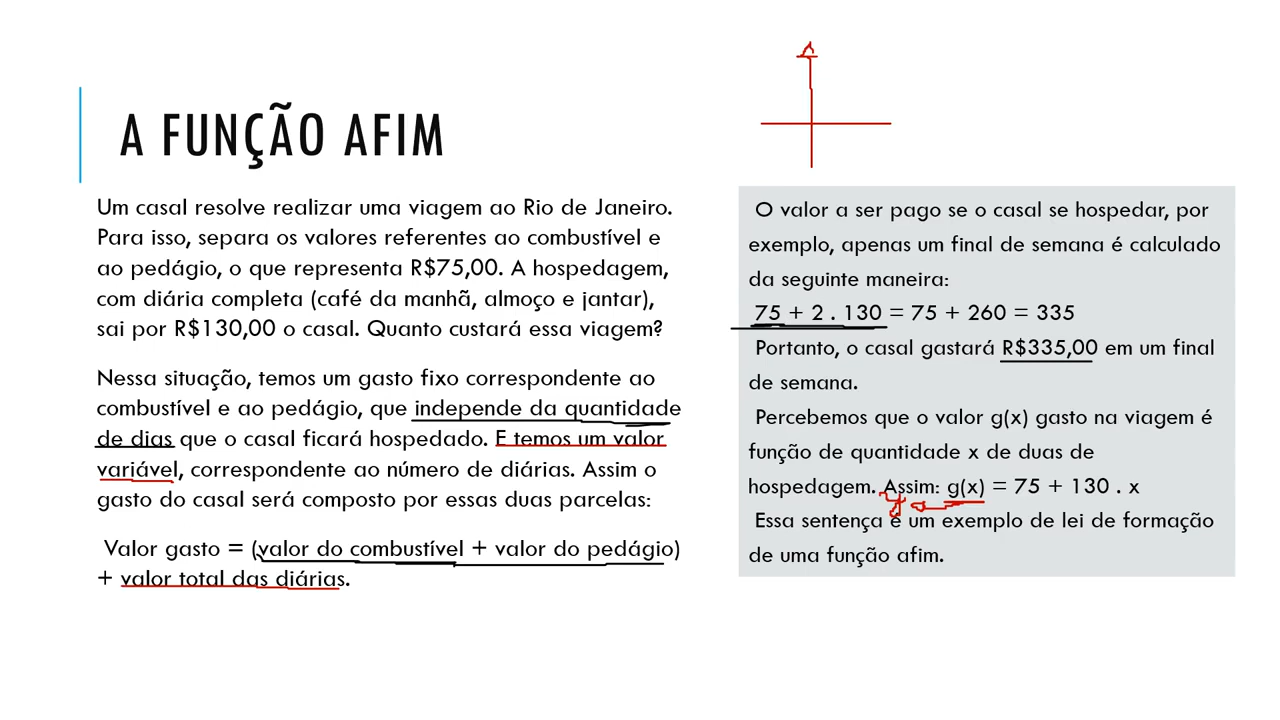 A FUNÇÃO AFIM
Um casal resolve realizar uma viagem ao Rio de Janeiro.
Para isso, separa os valores referentes ao combustível e
ao pedágio, o que representa R$75,00. A hospedagem,
com diária completa (café da manhã, almoço e jantar),
sai por R$130,00 o casal. Quanto custará essa viagem?
Nessa situação, temos um gasto fixo correspondente ao
combustível e ao pedágio, que independe da quantidade
de dias que o casal ficará hospedado. E temos um valor
variável, correspondente ao número de diárias. Assim o
gasto do casal será composto por essas duas parcelas:
Valor gasto = (valor do combustível + valor do pedágio)
+ valor total das diárias.
O valor a ser pago se o casal se hospedar, por
exemplo, apenas um final de semana é calculado
da seguinte maneira:
75 + 2 . 130 = 75 + 260 = 335
Portanto, o casal gastará R$335,00 em um final
de semana.
Percebemos que o valor g(x) gasto na viagem é
função de quantidade x de duas de
hospedagem. Assim: g(x) = 75 + 130 . x
Essa sentença é um exemplo de lei de formação
de uma função afim.